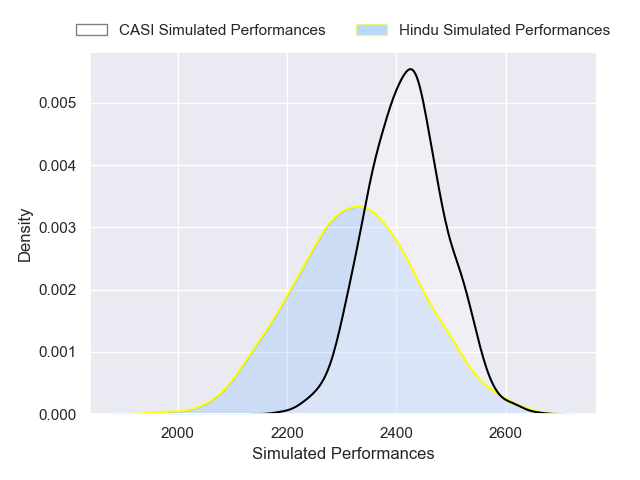 CASI Simulated Performances Hindu Simulated Performances
0.005
0.004
0.003
0.002
0.001
0.000
Density
2000 2200 2400 2600
Simulated Performances